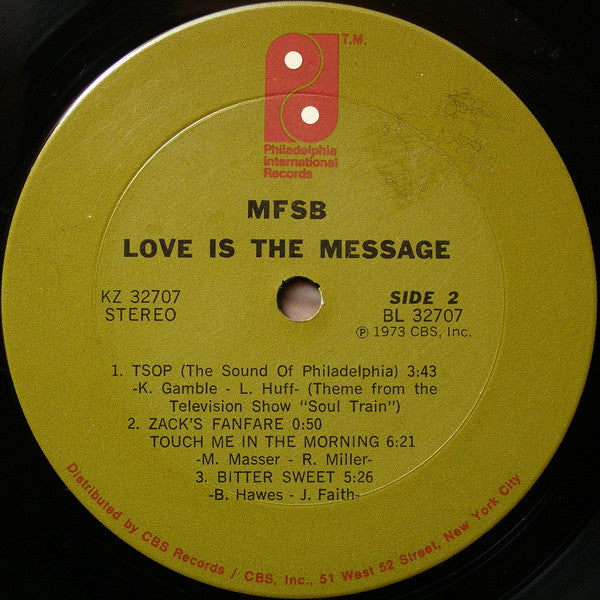 T.M.
Philadelphia
International
Records
MFSB
LOVE IS THE MESSAGE
KZ 32707
STEREO
SIDE 2
BL 32707
℗ 1973 CBS, Inc.
1. TSOP (The Sound Of Philadelphia) 3:43
-K. Gamble - L. Huff- (Theme from the
Television Show "Soul Train")
2. ZACK'S FANFARE 0:50
TOUCH ME IN THE MORNING 6:21
-M. Masser - R. Miller-
3. BITTER SWEET 5:26
-B. Hawes - J. Faith-
Distributed by CBS Records / CBS, Inc., 51 West 52 Street, New York City